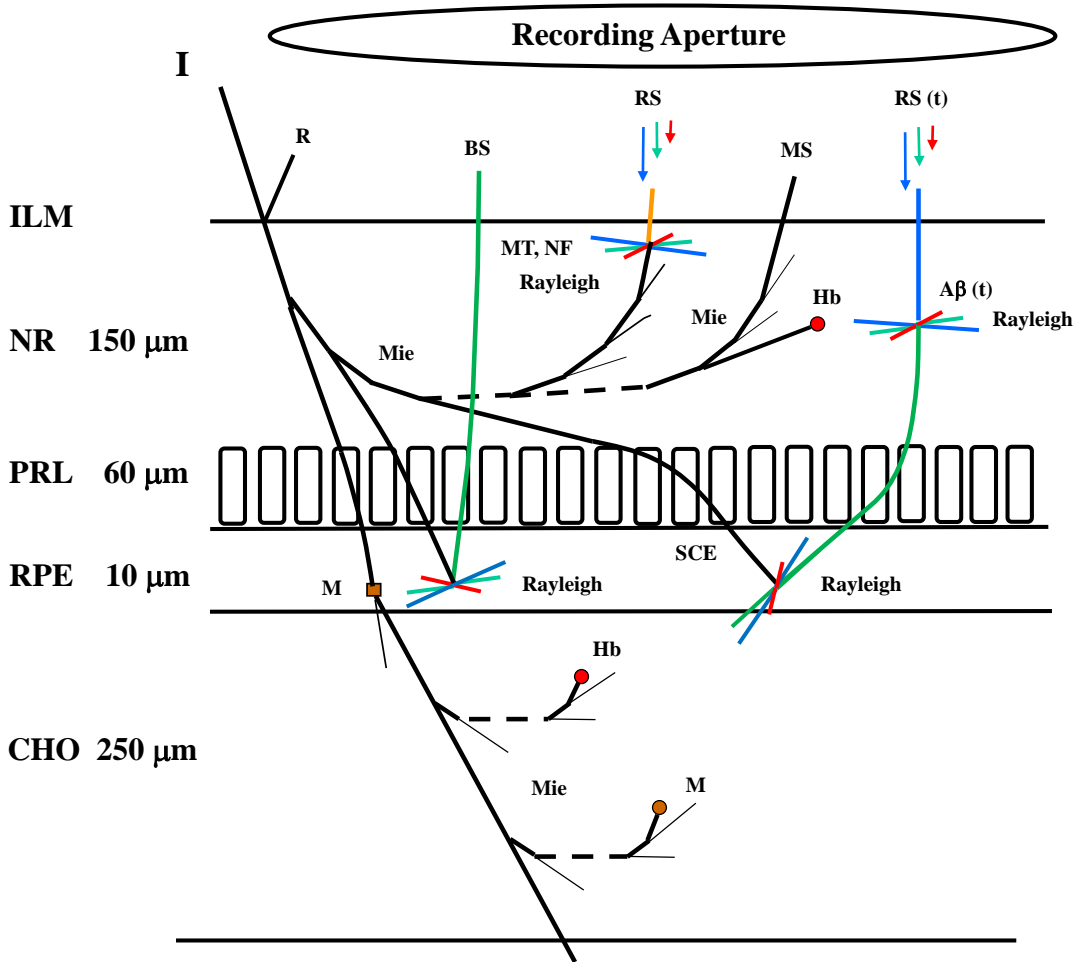 Recording Aperture
I
RS
RS (t)
R
BS
MS
ILM
MT, NF
Rayleigh
Hb
Aβ (t)
Rayleigh
NR 150 μm
Mie
Mie
PRL 60 μm
SCE
RPE 10 μm
M
Rayleigh
Rayleigh
Hb
CHO 250 μm
Mie
M